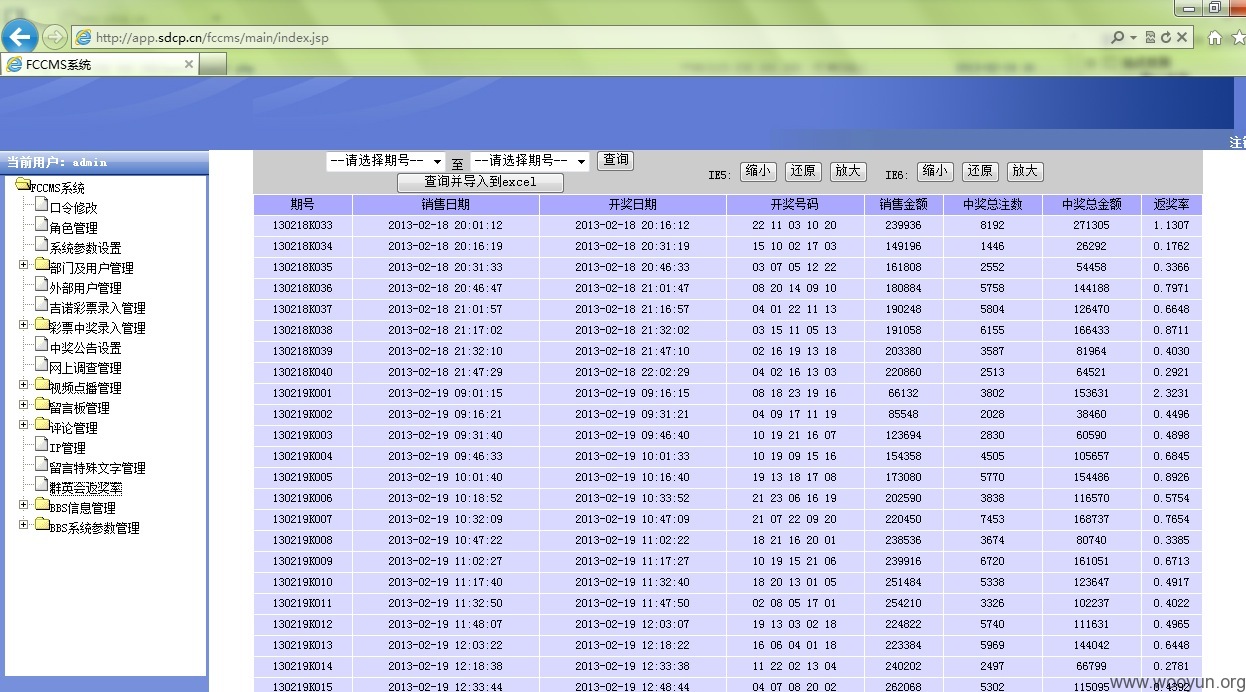 http://app.sdcp.cn/fccms/main/index.jsp
FCCMS系统
当前用户: admin
FCCMS系统
口令修改
角色管理
系统参数设置
部门及用户管理
外部用户管理
吉诺彩票录入管理
彩票中奖录入管理
中奖公告设置
网上调查管理
视频点播管理
留言板管理
评论管理
IP管理
留言特殊文字管理
群英会返奖率
BBS信息管理
BBS系统参数管理
--请选择期号-- 至 --请选择期号-- 查询
查询并导入到excel
IE5: 缩小 还原 放大 IE6: 缩小 还原 放大
期号 销售日期 开奖日期 开奖号码 销售金额 中奖总注数 中奖总金额 返奖率
130218K033 2013-02-18 20:01:12 2013-02-18 20:16:12 22 11 03 10 20 239936 8192 271305 1.1307
130218K034 2013-02-18 20:16:19 2013-02-18 20:31:19 15 10 02 17 03 149196 1446 26292 0.1762
130218K035 2013-02-18 20:31:33 2013-02-18 20:46:33 03 07 05 12 22 161808 2552 54458 0.3366
130218K036 2013-02-18 20:46:47 2013-02-18 21:01:47 08 20 14 09 10 180884 5758 144188 0.7971
130218K037 2013-02-18 21:01:57 2013-02-18 21:16:57 04 01 22 11 13 190248 5804 126470 0.6648
130218K038 2013-02-18 21:17:02 2013-02-18 21:32:02 03 15 11 05 13 191058 6155 166433 0.8711
130218K039 2013-02-18 21:32:10 2013-02-18 21:47:10 02 16 19 13 18 203380 3587 81964 0.4030
130218K040 2013-02-18 21:47:29 2013-02-18 22:02:29 04 02 16 13 03 220860 2513 64521 0.2921
130219K001 2013-02-19 09:01:15 2013-02-19 09:16:15 08 18 23 19 16 66132 3802 153631 2.3231
130219K002 2013-02-19 09:16:21 2013-02-19 09:31:21 04 09 17 11 19 85548 2028 38460 0.4496
130219K003 2013-02-19 09:31:40 2013-02-19 09:46:40 10 19 21 16 07 123694 2830 60590 0.4898
130219K004 2013-02-19 09:46:33 2013-02-19 10:01:33 10 19 09 15 16 154358 4505 105657 0.6845
130219K005 2013-02-19 10:01:40 2013-02-19 10:16:40 19 13 18 17 08 173080 5770 154486 0.8926
130219K006 2013-02-19 10:18:52 2013-02-19 10:33:52 21 23 06 16 19 202590 3838 116570 0.5754
130219K007 2013-02-19 10:32:09 2013-02-19 10:47:09 21 07 22 09 20 220450 7453 168737 0.7654
130219K008 2013-02-19 10:47:22 2013-02-19 11:02:22 18 21 16 20 01 238536 3674 80740 0.3385
130219K009 2013-02-19 11:02:27 2013-02-19 11:17:27 10 19 15 21 06 239916 6720 161051 0.6713
130219K010 2013-02-19 11:17:40 2013-02-19 11:32:40 18 20 13 01 05 251484 5338 123647 0.4917
130219K011 2013-02-19 11:32:50 2013-02-19 11:47:50 02 08 05 17 01 254210 3326 102237 0.4022
130219K012 2013-02-19 11:48:07 2013-02-19 12:03:07 19 13 03 02 18 224822 5740 111631 0.4965
130219K013 2013-02-19 12:03:22 2013-02-19 12:18:22 16 06 04 01 18 223384 5969 144042 0.6448
130219K014 2013-02-19 12:18:38 2013-02-19 12:33:38 11 22 02 13 04 240202 2497 66799 0.2781
130219K015 2013-02-19 12:33:44 2013-02-19 12:48:44 04 07 08 20 02 262068 5302 115095
www.wooyun.org